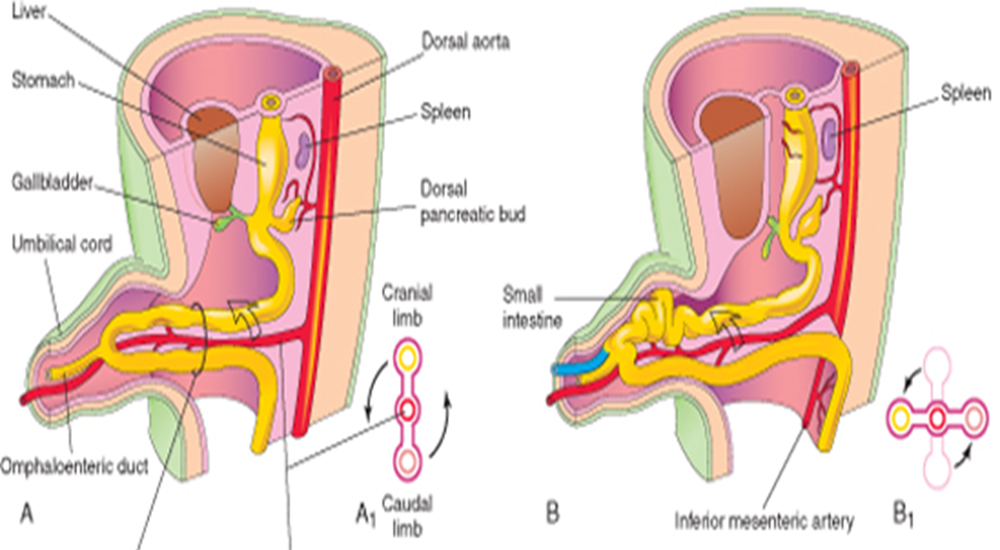 Liver
Stomach
Gallbladder
Umbilical cord
Omphaloenteric duct
A
Dorsal aorta
Spleen
Dorsal
pancreatic bud
Cranial
limb
A1
Caudal
limb
Small
intestine
B
Spleen
Inferior mesenteric artery
B1